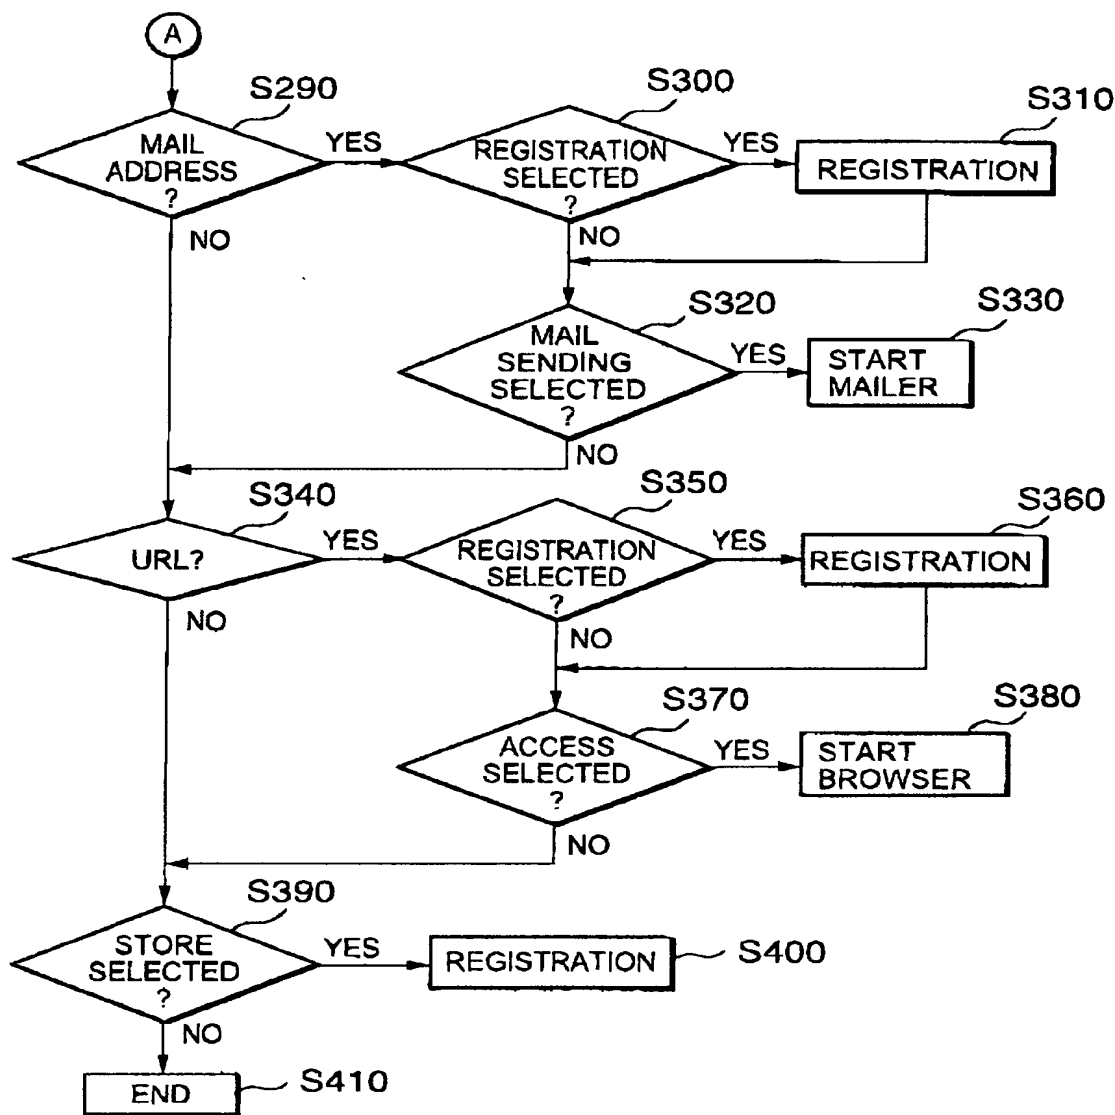 A
S290
S300
S310
MAIL
ADDRESS
?
YES
REGISTRATION
SELECTED
?
YES
REGISTRATION
NO
NO
S320
S330
MAIL
SENDING
SELECTED
?
YES
START
MAILER
NO
S340
S350
S360
URL?
YES
REGISTRATION
SELECTED
?
YES
REGISTRATION
NO
NO
S370
S380
ACCESS
SELECTED
?
YES
START
BROWSER
NO
S390
STORE
SELECTED
?
YES
REGISTRATION
S400
NO
END
S410